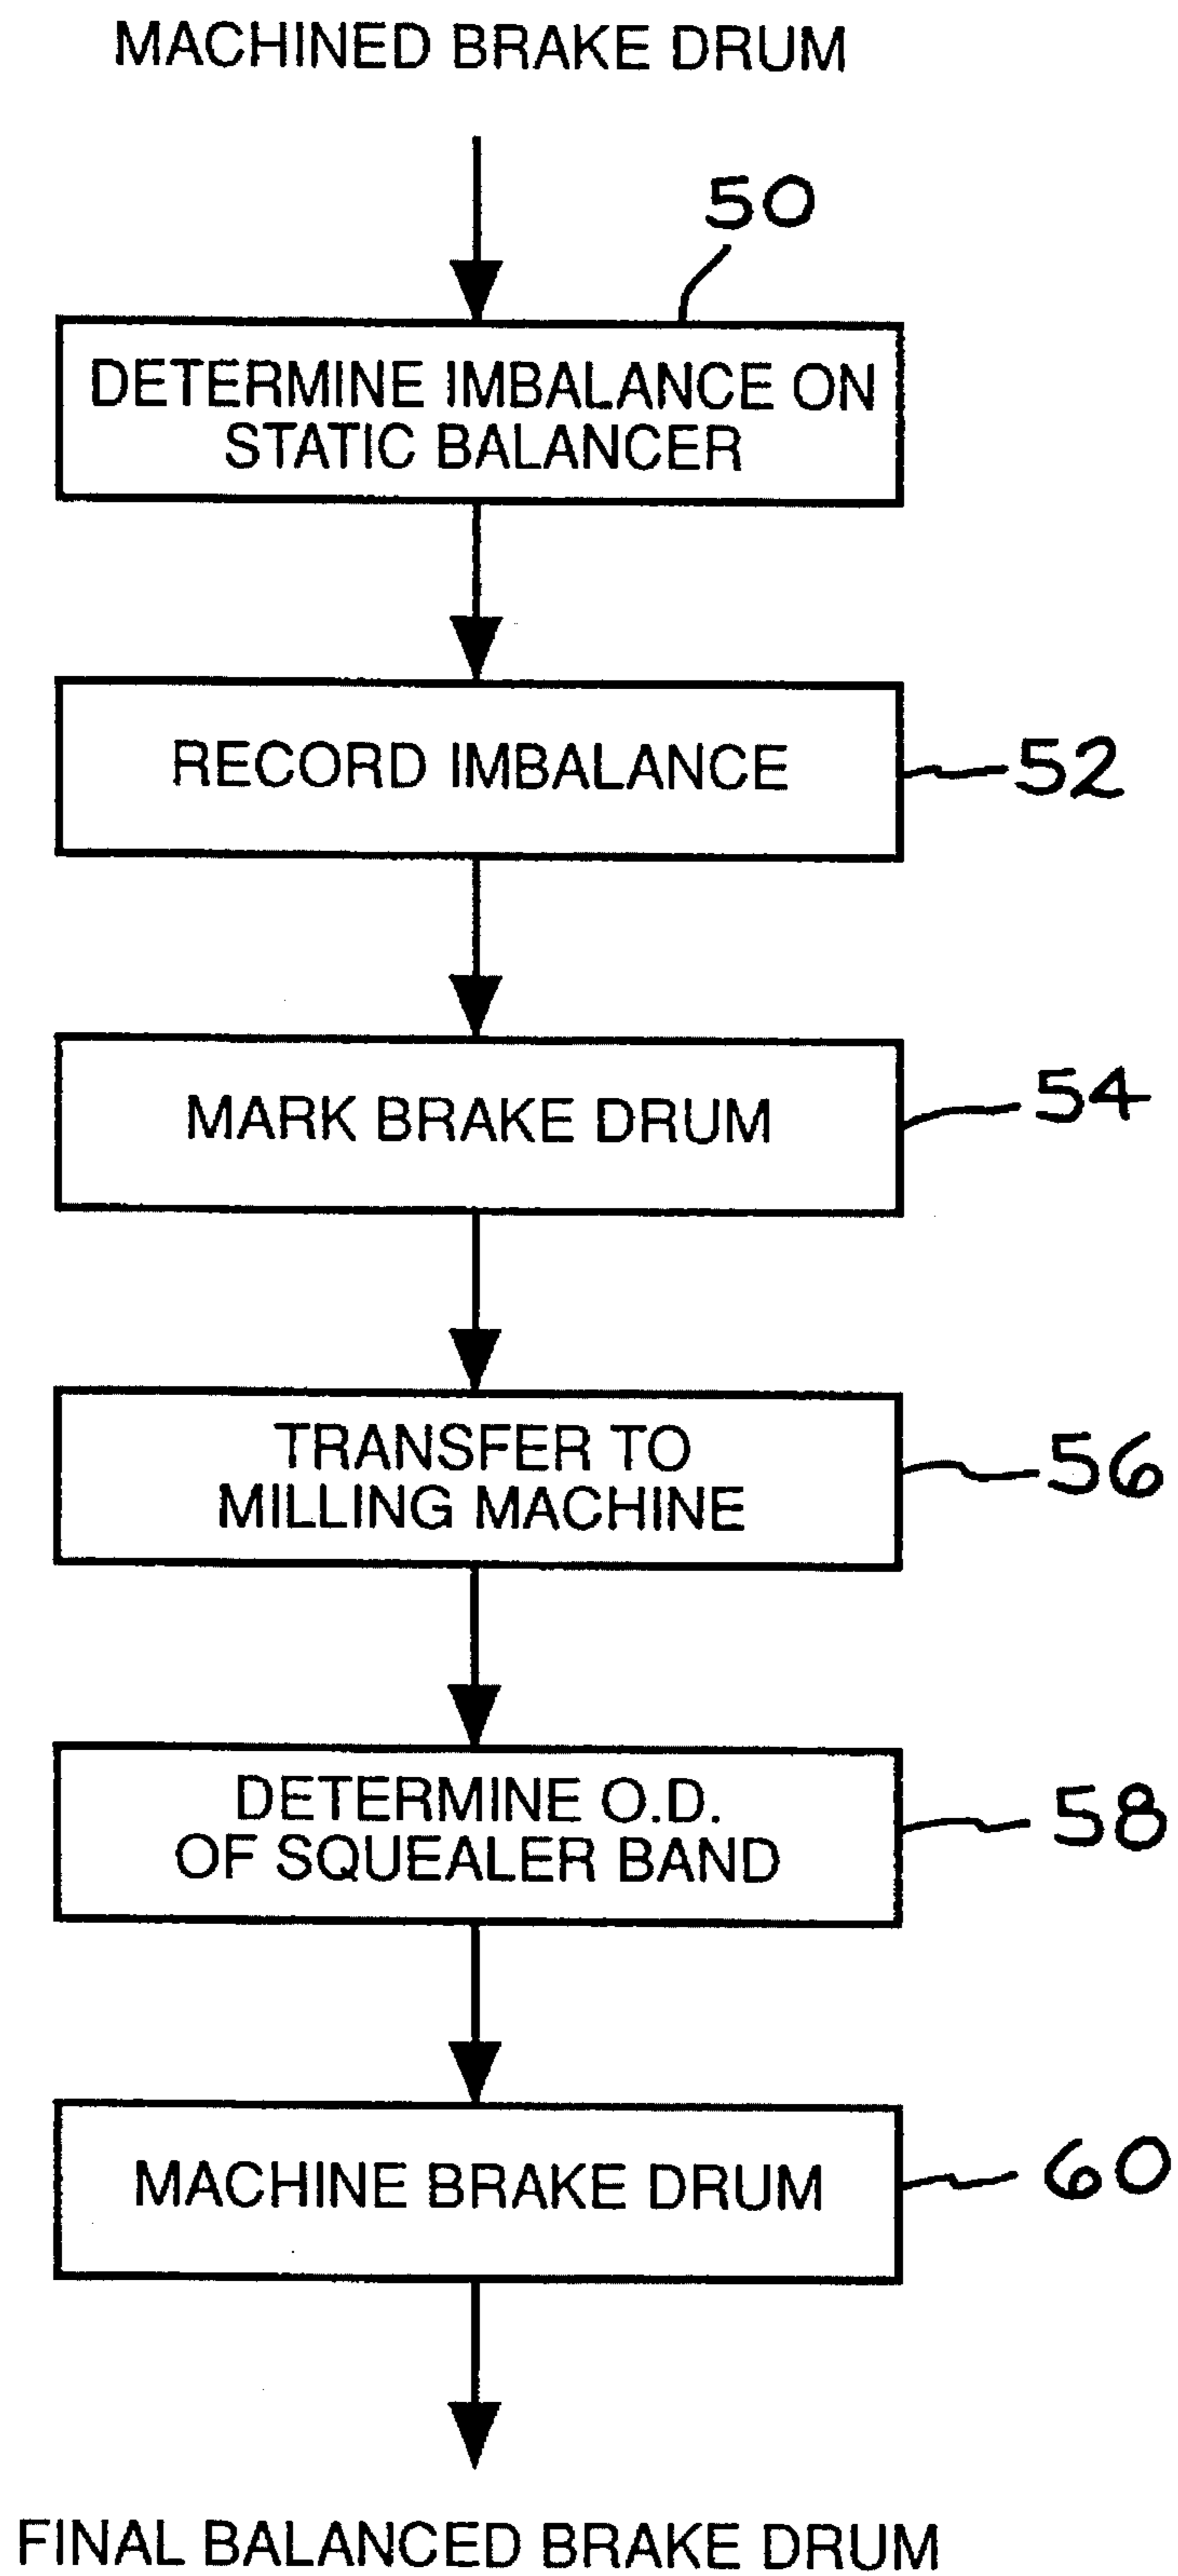 MACHINED BRAKE DRUM
50
DETERMINE IMBALANCE ON
STATIC BALANCER
RECORD IMBALANCE
52
MARK BRAKE DRUM
54
TRANSFER TO
MILLING MACHINE
56
DETERMINE O.D.
OF SQUEALER BAND
58
MACHINE BRAKE DRUM
60
FINAL BALANCED BRAKE DRUM